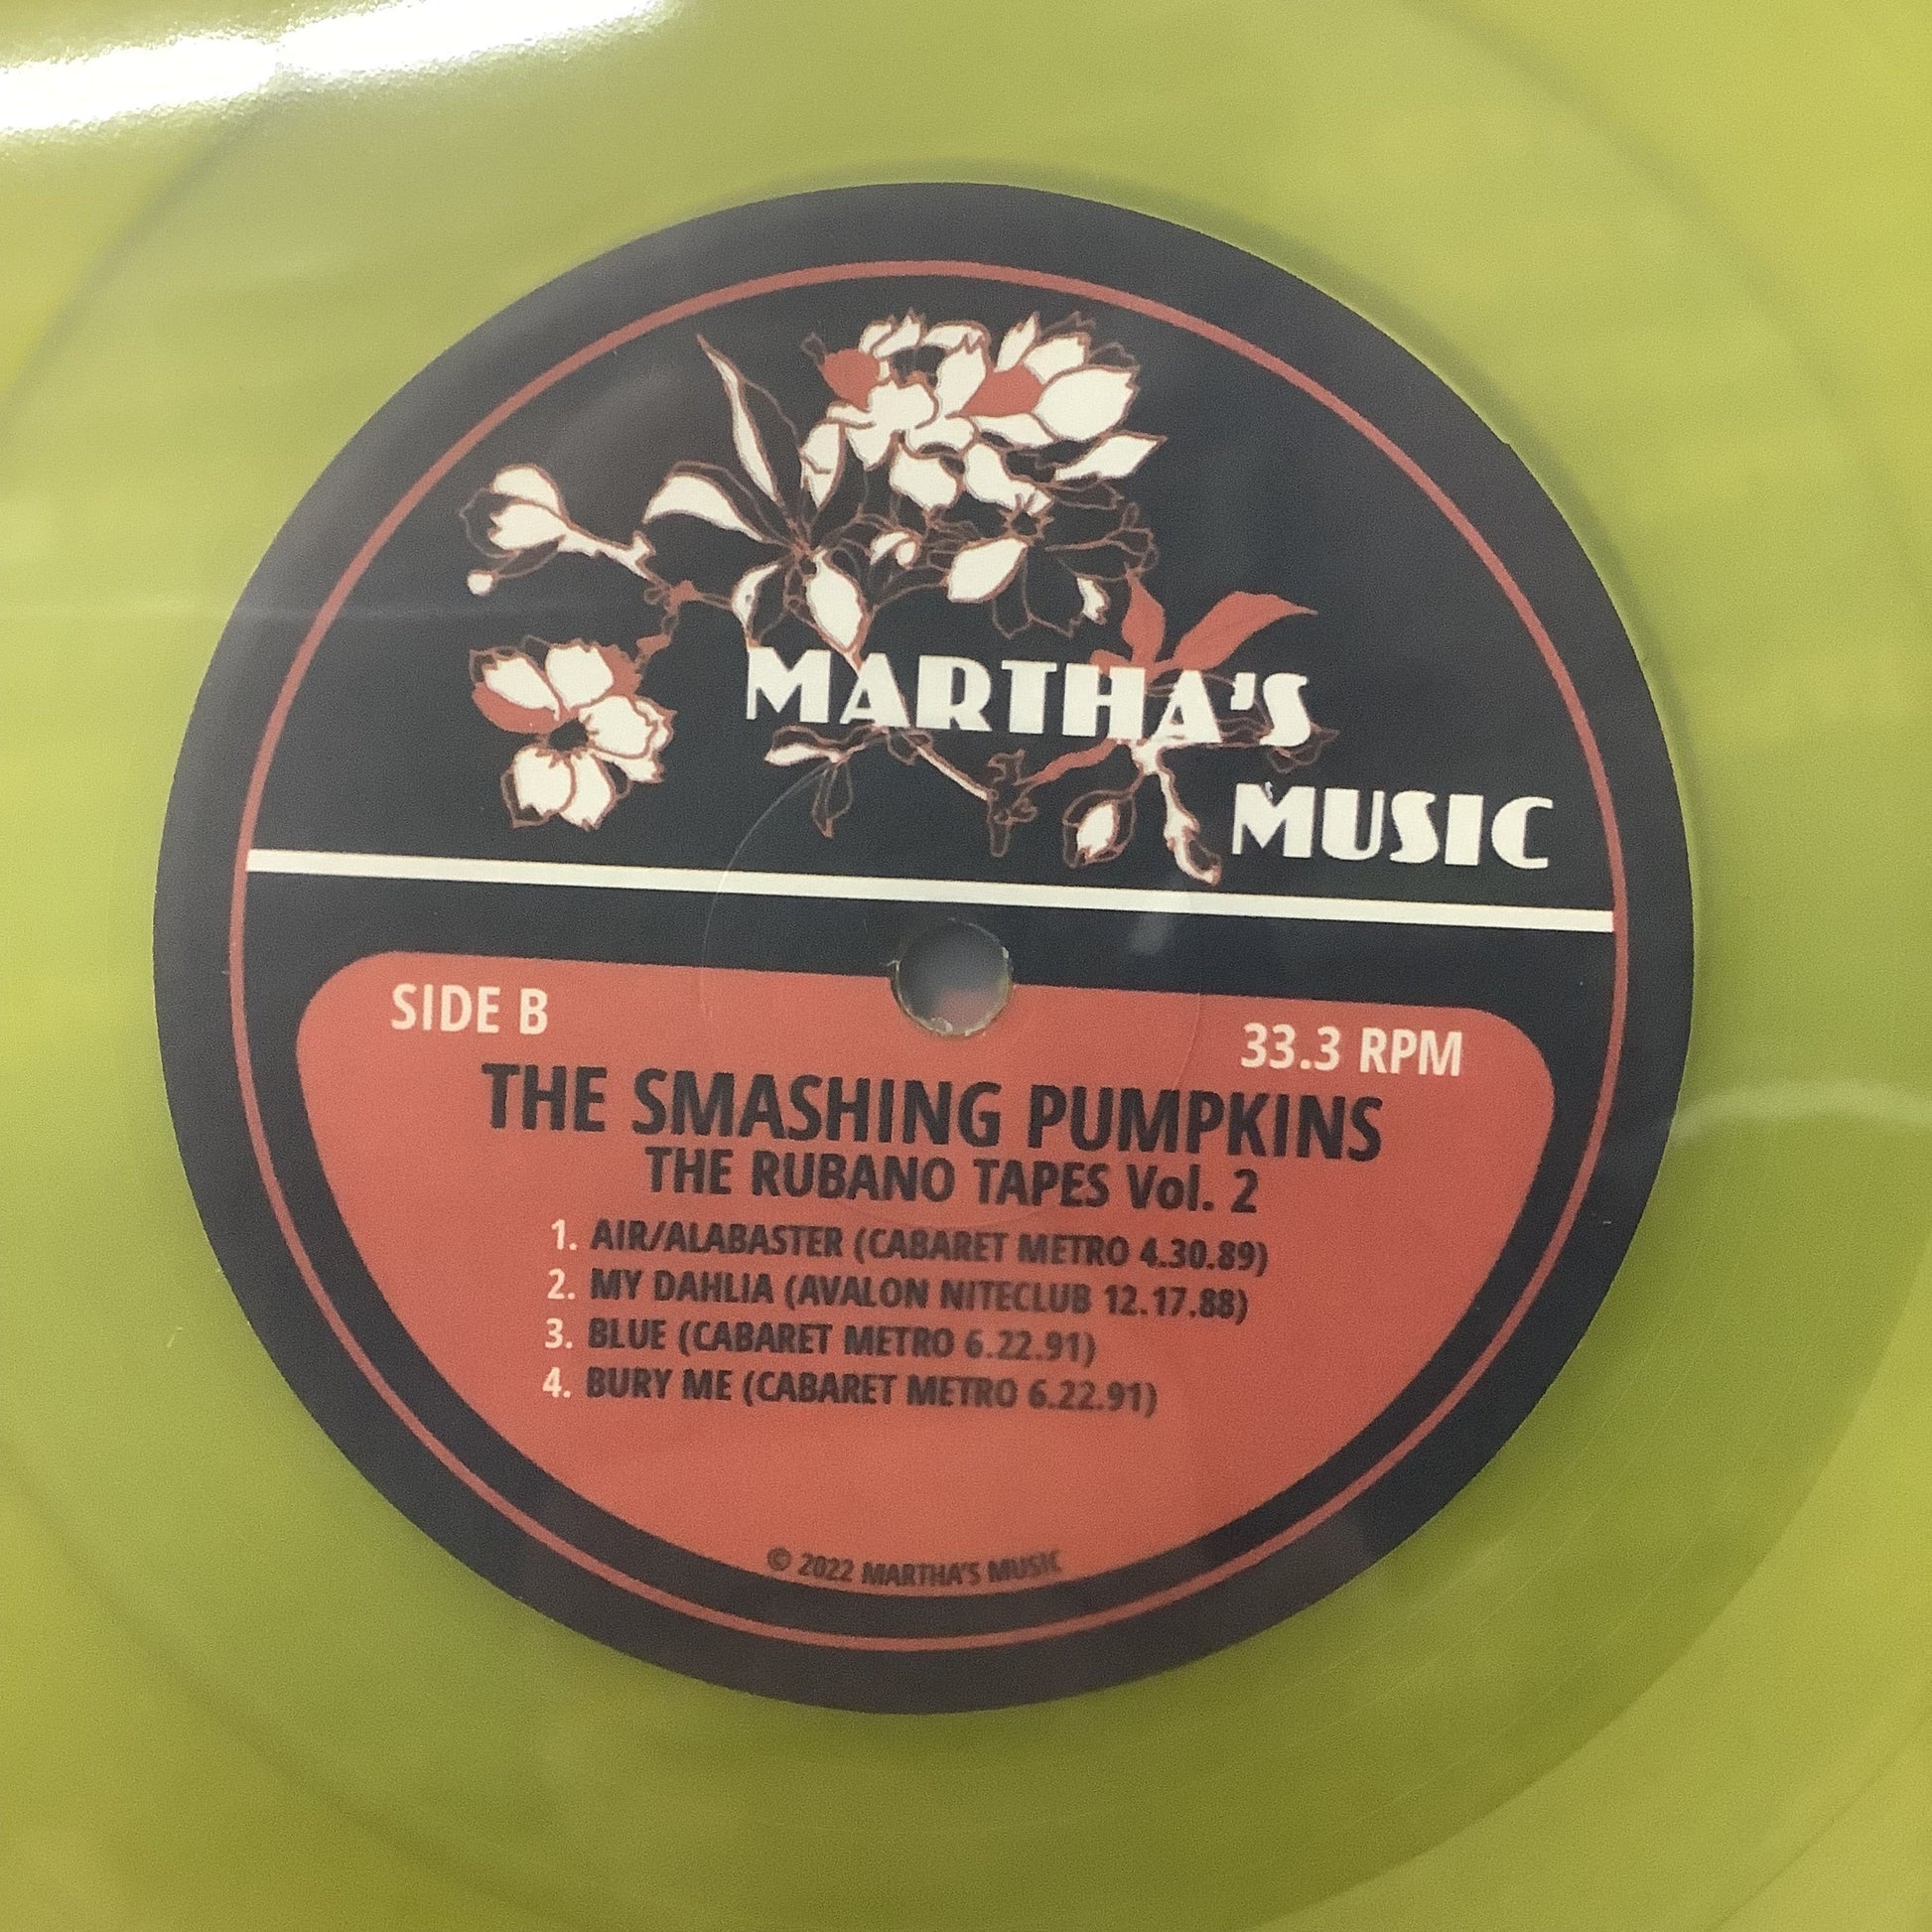 MARTHA'S
MUSIC
SIDE B
33.3 RPM
THE SMASHING PUMPKINS
THE RUBANO TAPES Vol. 2
1. AIR/ALABASTER (CABARET METRO 4.30.89)
2. MY DAHLIA (AVALON NITECLUB 12.17.88)
3. BLUE (CABARET METRO 6.22.91)
4. BURY ME (CABARET METRO 6.22.91)
© 2022 MARTHA'S MUSIC